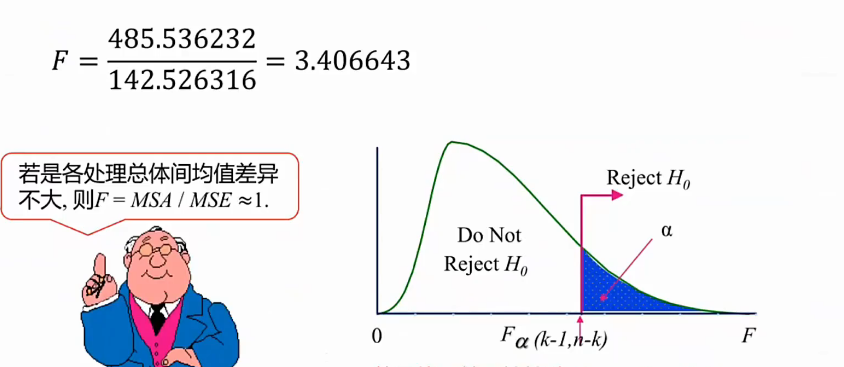 F = 485.536232 / 142.526316 = 3.406643
若是各处理总体间均值差异
不大, 则F = MSA / MSE ≈1.
Reject H₀
α
Do Not
Reject H₀
0
Fα (k-1,n-k)
F